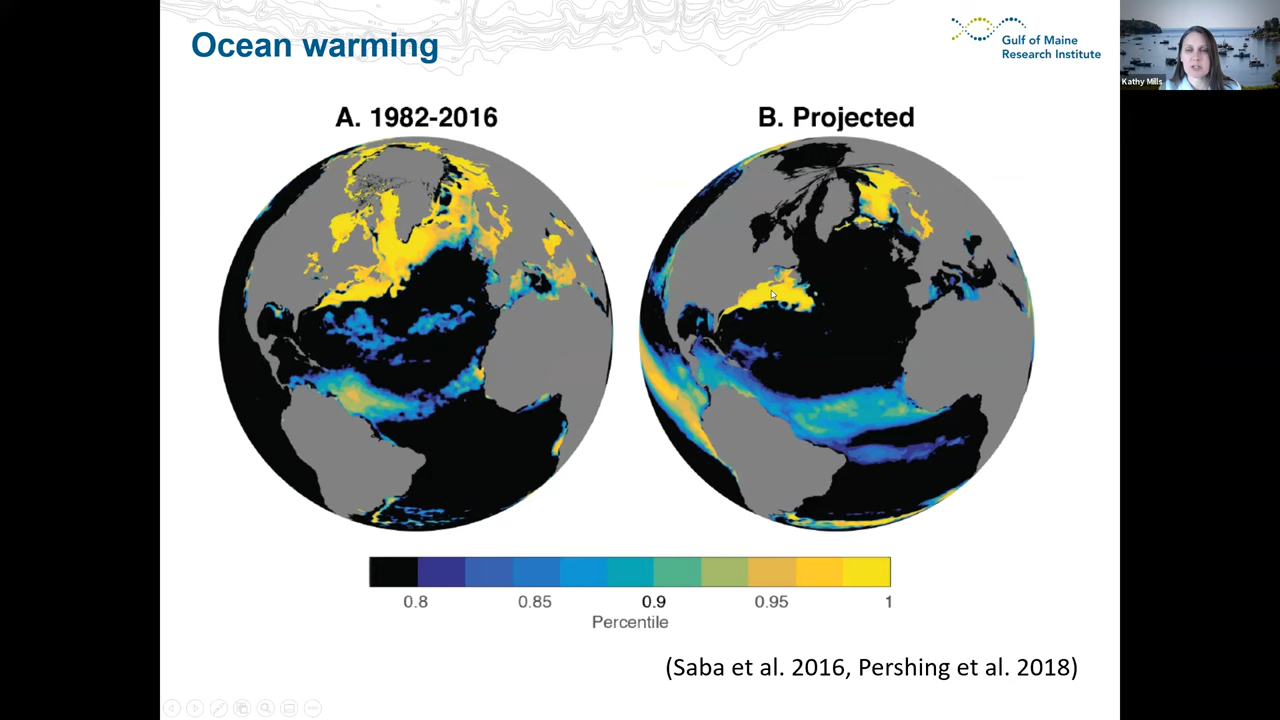 Ocean warming
Gulf of Maine
Research Institute
Kathy Mills
A. 1982-2016
B. Projected
0.8 0.85 0.9 0.95 1
Percentile
(Saba et al. 2016, Pershing et al. 2018)